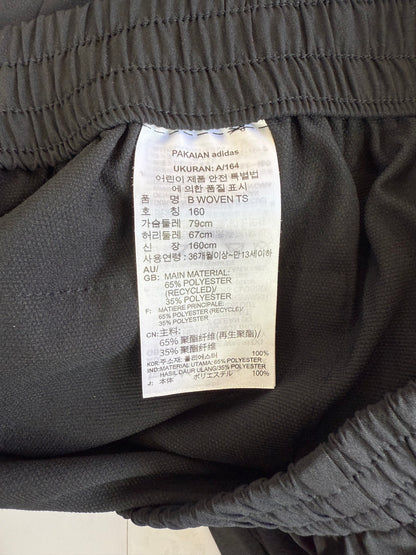 PAKAIAN adidas
UKURAN: A/164
어린이 제품 안전 특별법
에 의한 품질 표시
품 명 B WOVEN TS
호 칭 160
가슴둘레 79cm
허리둘레 67cm
신 장 160cm
사용연령 : 36개월이상~만13세이하
AU/
GB: MAIN MATERIAL:
65% POLYESTER
(RECYCLED)/
35% POLYESTER
F: MATIERE PRINCIPALE:
65% POLYESTER (RECYCLE)/
35% POLYESTER
CN: 主料:
65% 聚酯纤维(再生聚酯)/
35% 聚酯纤维
KOR: 주소재: 폴리에스터 100%
IND: MATERIAL UTAMA: 65% POLYESTER
HASIL DAUR ULANG/35% POLYESTER
J: 本体 ポリエステル 100%